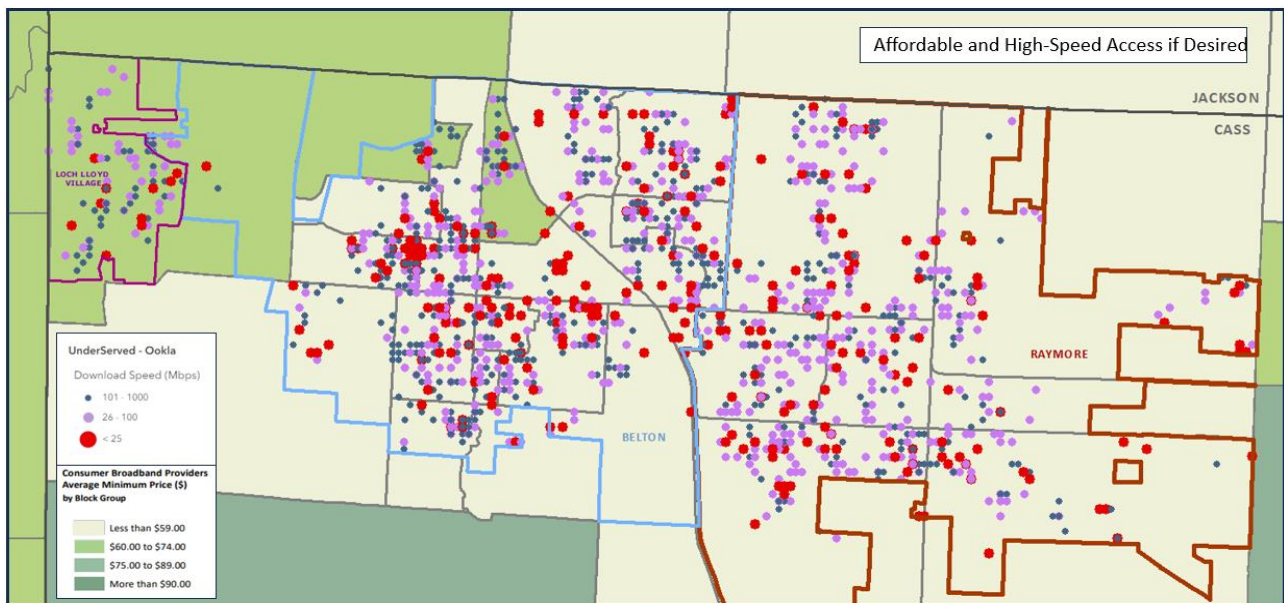 Affordable and High-Speed Access if Desired
JACKSON
CASS
LOCH LLOYD
VILLAGE
RAYMORE
BELTON
UnderServed - Ookla
Download Speed (Mbps)
101 - 1000
26 - 100
< 25
Consumer Broadband Providers
Average Minimum Price ($)
by Block Group
Less than $59.00
$60.00 to $74.00
$75.00 to $89.00
More than $90.00